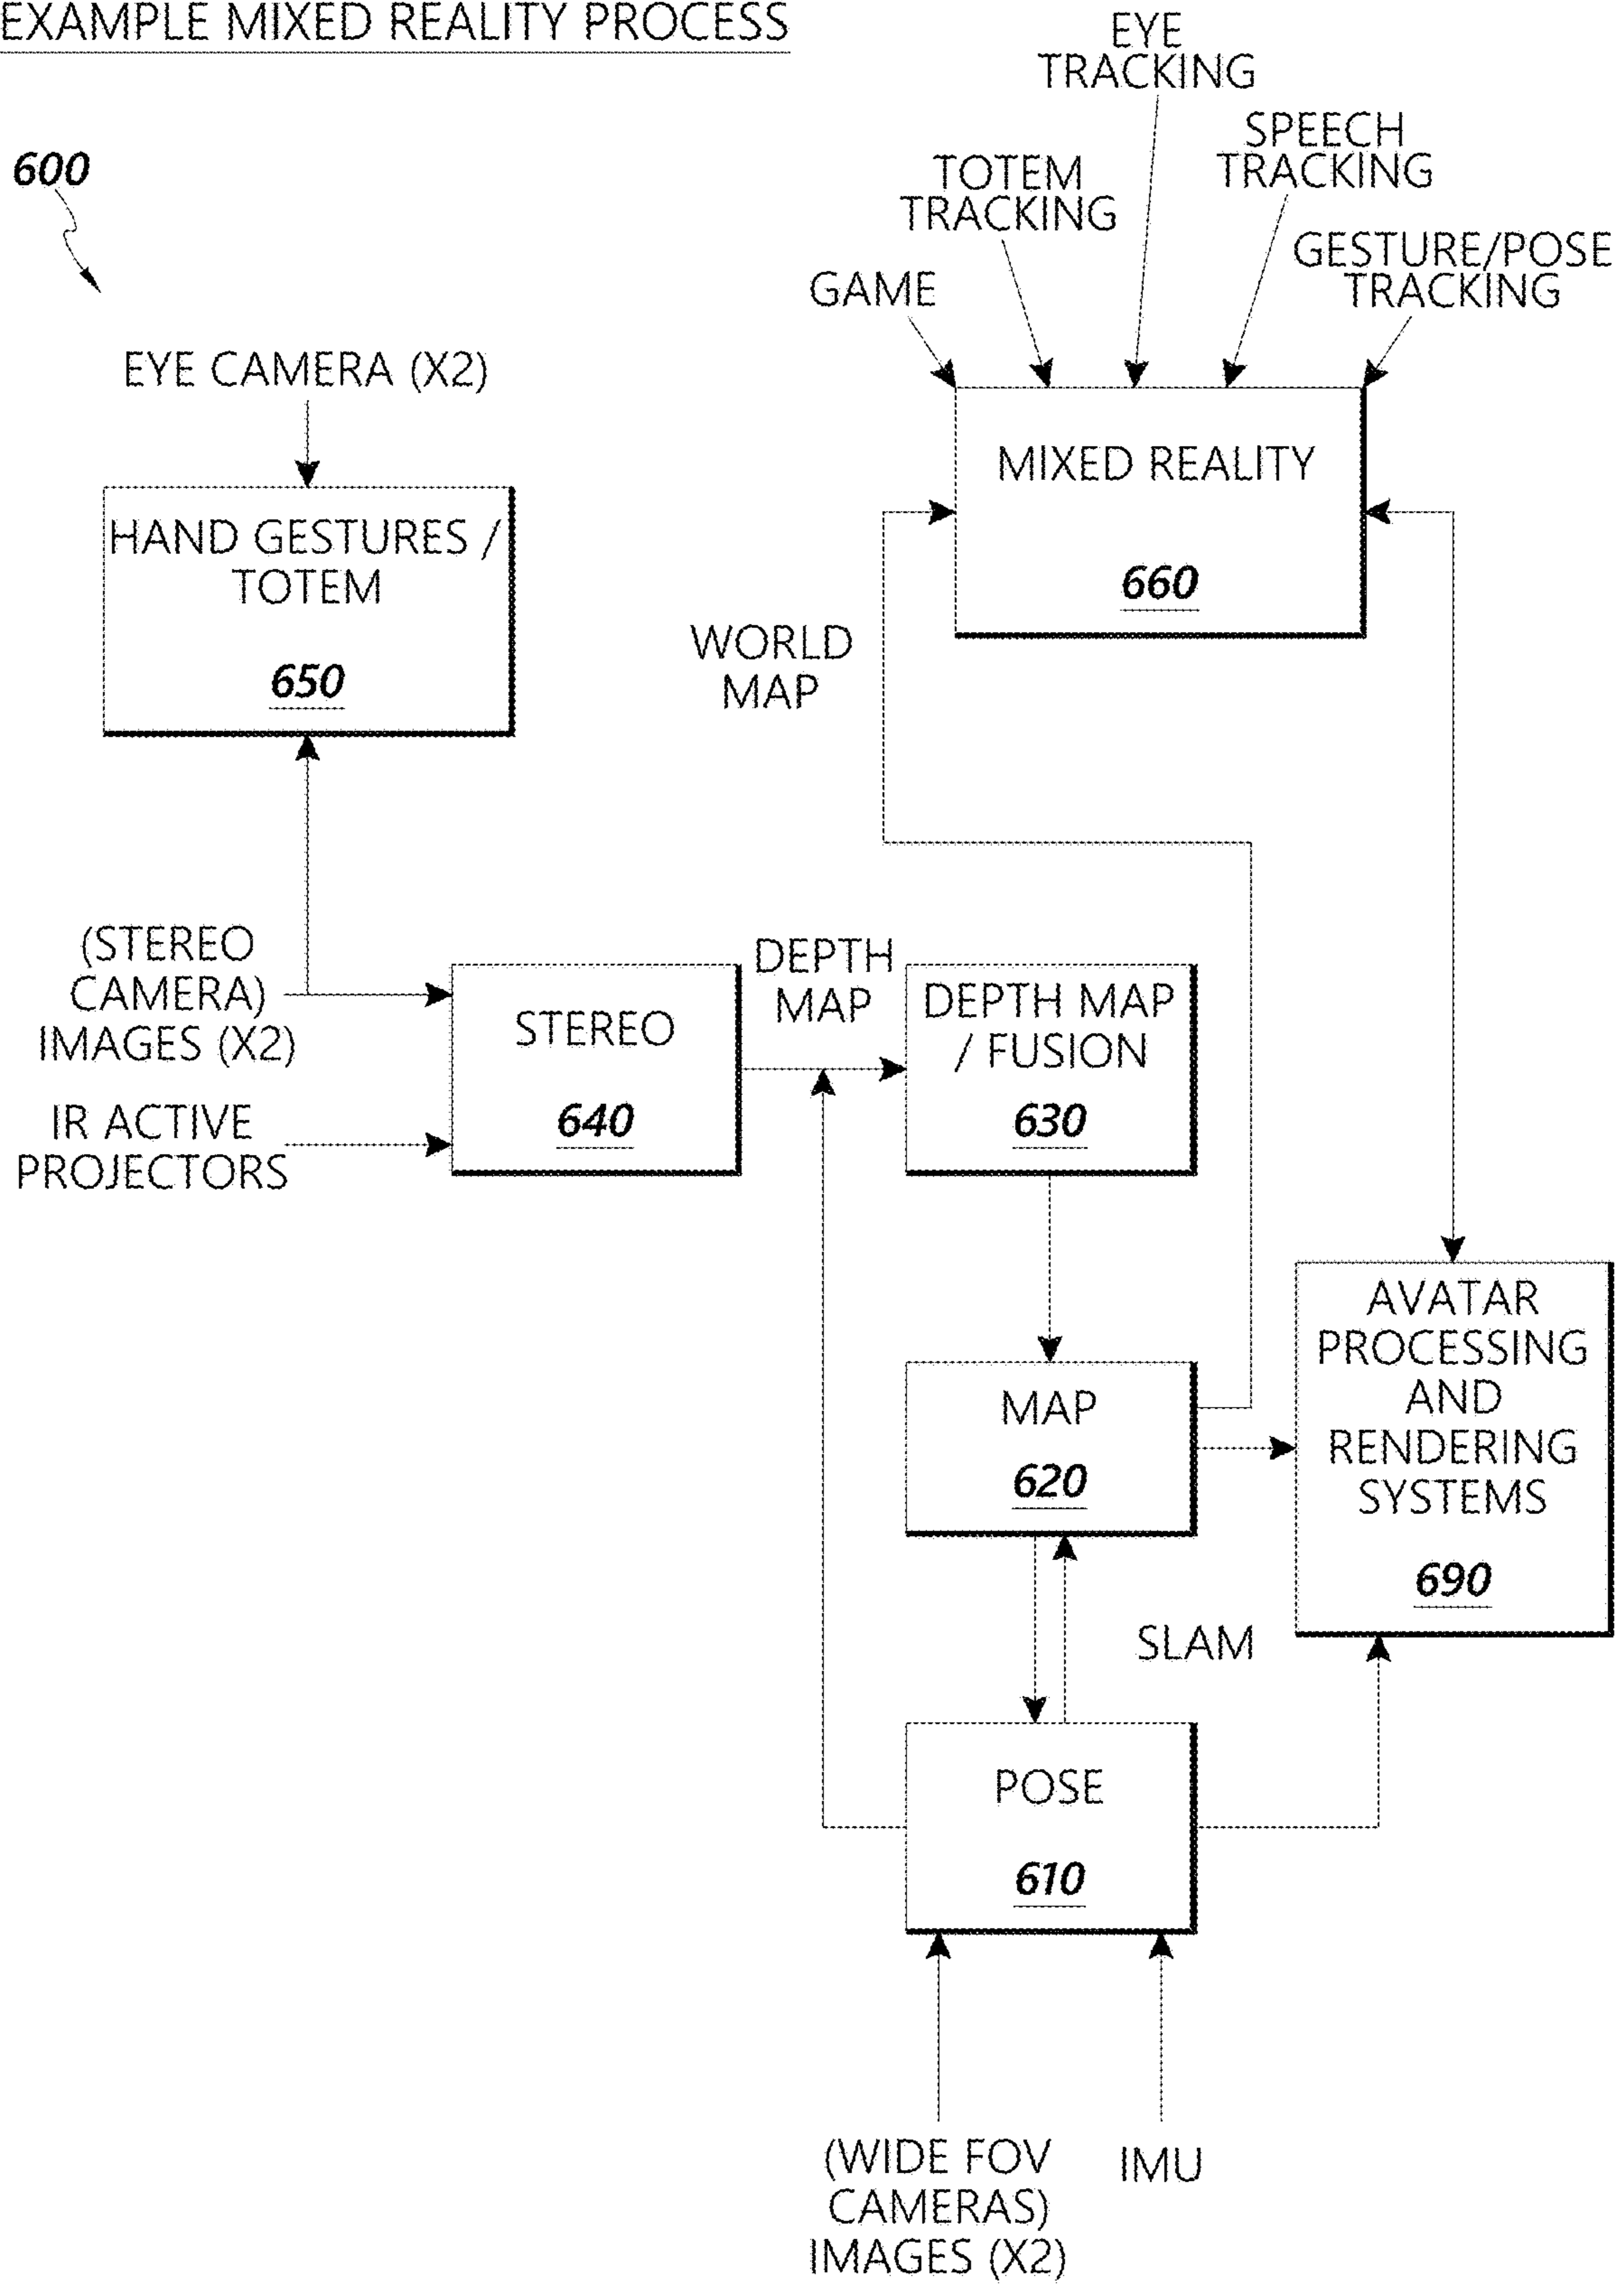 EXAMPLE MIXED REALITY PROCESS
600
EYE
TRACKING
SPEECH
TRACKING
TOTEM
TRACKING
GESTURE/POSE
TRACKING
GAME
EYE CAMERA (X2)
HAND GESTURES /
TOTEM
650
MIXED REALITY
660
WORLD
MAP
(STEREO
CAMERA)
IMAGES (X2)
IR ACTIVE
PROJECTORS
STEREO
640
DEPTH
MAP
DEPTH MAP
/ FUSION
630
MAP
620
AVATAR
PROCESSING
AND
RENDERING
SYSTEMS
690
SLAM
POSE
610
(WIDE FOV
CAMERAS)
IMAGES (X2)
IMU